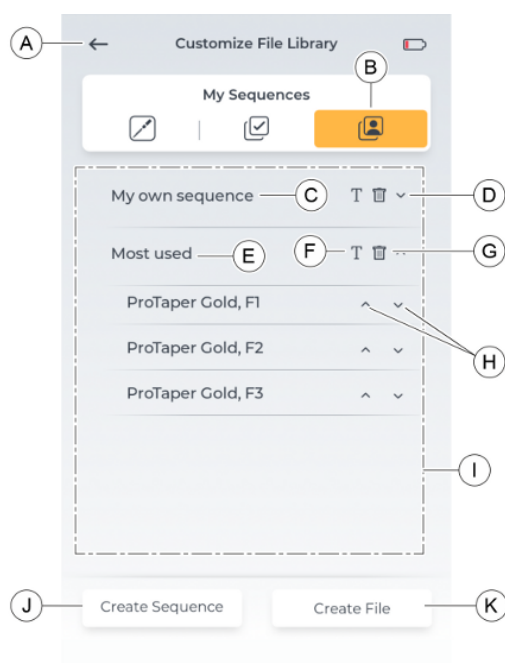 A
Customize File Library
B
My Sequences
My own sequence C T D
Most used E F T G
ProTaper Gold, F1
H
ProTaper Gold, F2
ProTaper Gold, F3
I
J Create Sequence Create File K